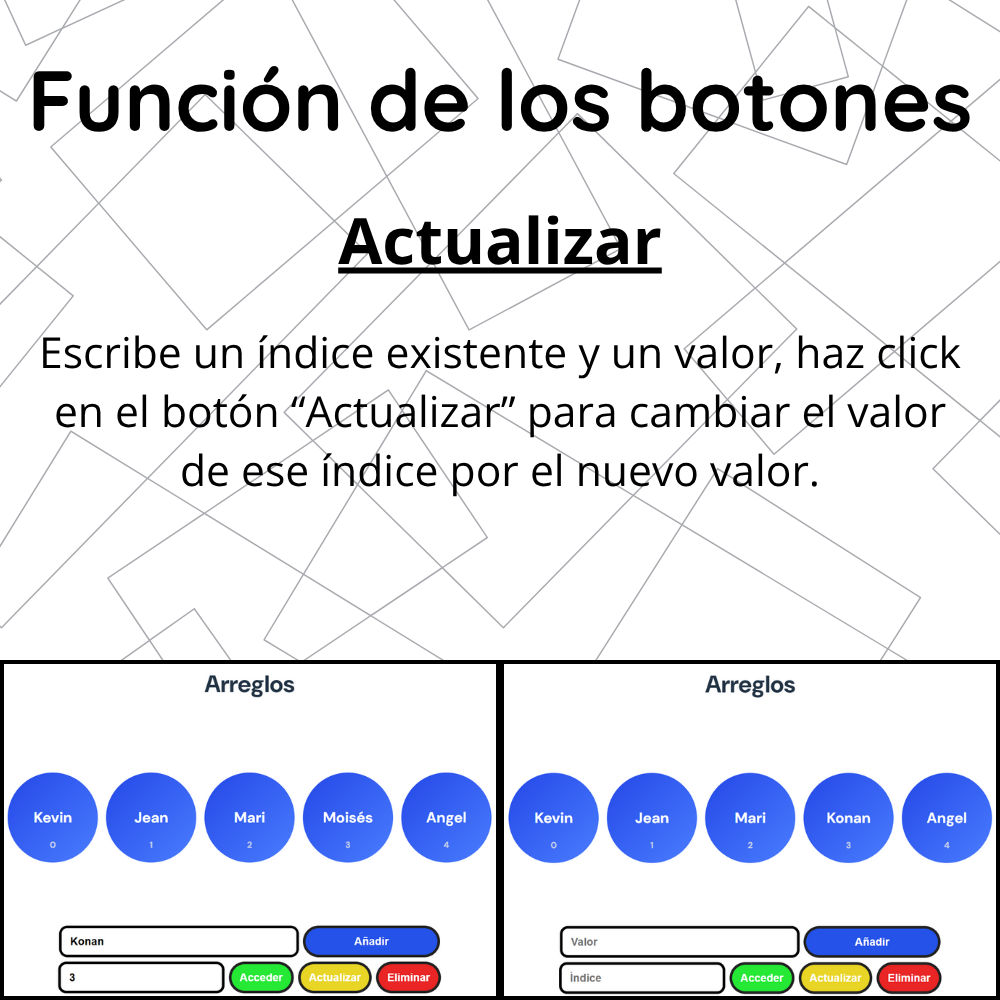 Función de los botones
Actualizar
Escribe un índice existente y un valor, haz click
en el botón “Actualizar” para cambiar el valor
de ese índice por el nuevo valor.
Arreglos
Kevin Jean Mari Moisés Angel
0 1 2 3 4
Konan Añadir
3 Acceder Actualizar Eliminar
Arreglos
Kevin Jean Mari Konan Angel
0 1 2 3 4
Valor Añadir
Índice Acceder Actualizar Eliminar